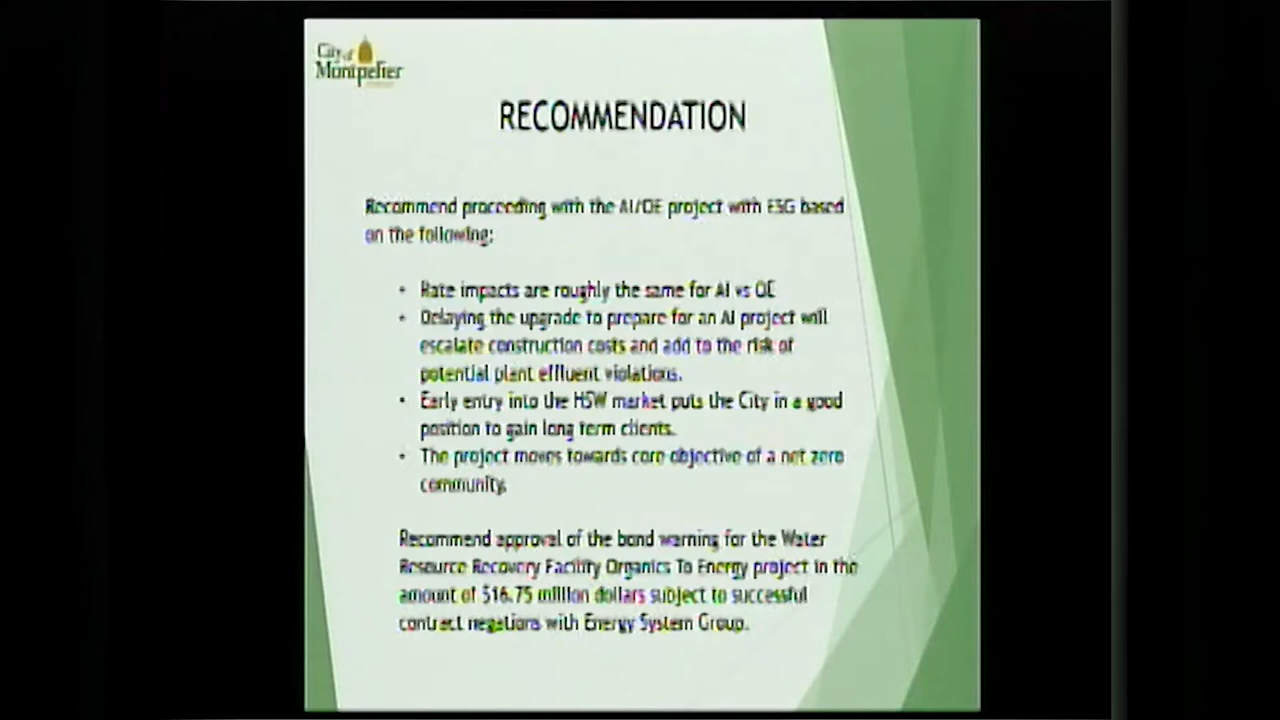 City of
Montpelier
RECOMMENDATION
Recommend proceeding with the AI/OE project with ESG based
on the following:
• Rate impacts are roughly the same for AI vs OE
• Delaying the upgrade to prepare for an AI project will
escalate construction costs and add to the risk of
potential plant effluent violations.
• Early entry into the HSW market puts the City in a good
position to gain long term clients.
• The project moves towards core objective of a net zero
community.
Recommend approval of the bond warning for the Water
Resource Recovery Facility Organics To Energy project in the
amount of $16.75 million dollars subject to successful
contract negations with Energy System Group.